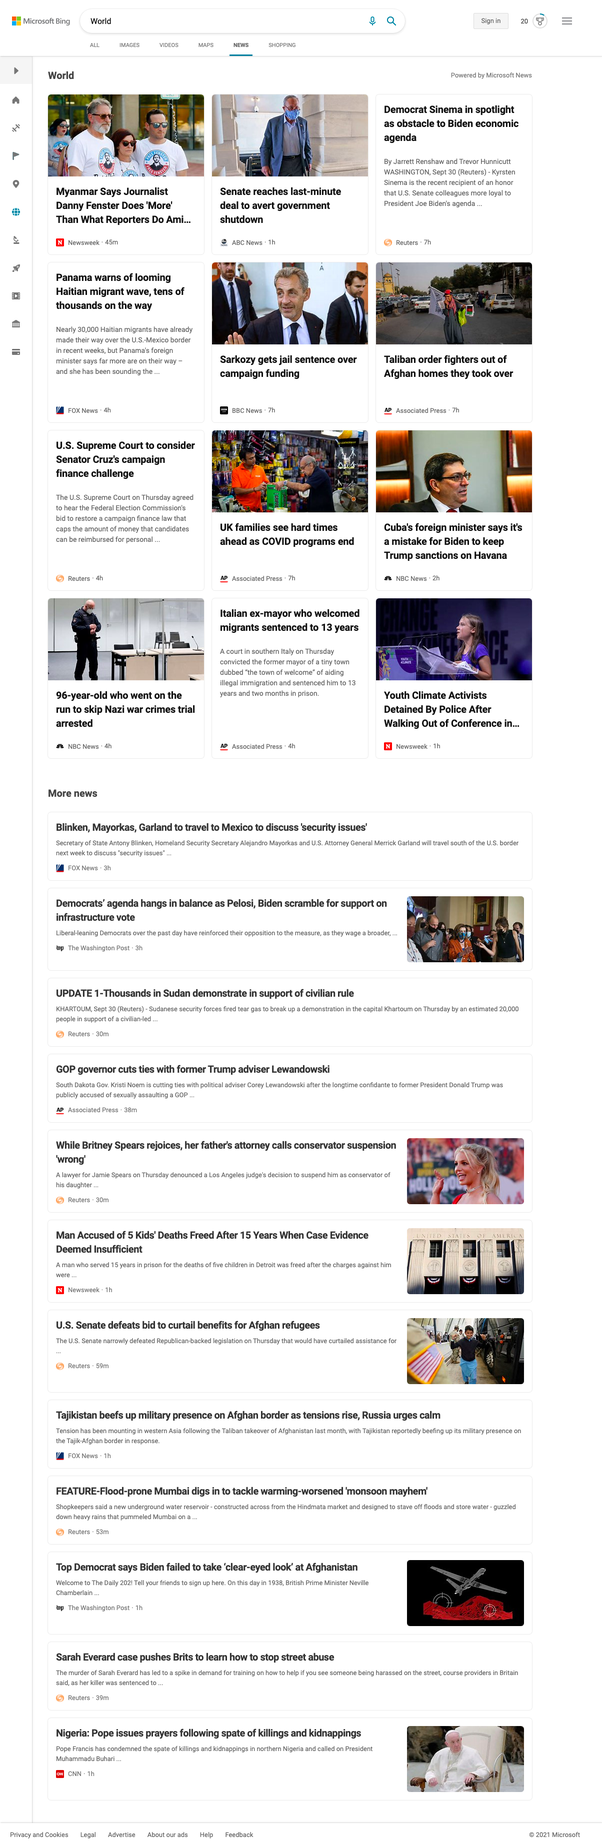 Microsoft Bing
World
Sign in
20
ALL
IMAGES
VIDEOS
MAPS
NEWS
SHOPPING
World
Powered by Microsoft News
Myanmar Says Journalist
Danny Fenster Does 'More'
Than What Reporters Do Ami...
Newsweek · 45m
Senate reaches last-minute
deal to avert government
shutdown
ABC News · 1h
Democrat Sinema in spotlight
as obstacle to Biden economic
agenda
By Jarrett Renshaw and Trevor Hunnicutt
WASHINGTON, Sept 30 (Reuters) - Kyrsten
Sinema is the recent recipient of an honor
that U.S. Senate colleagues more loyal to
President Joe Biden's agenda ...
Reuters · 7h
Panama warns of looming
Haitian migrant wave, tens of
thousands on the way
Nearly 30,000 Haitian migrants have already
made their way over the U.S.-Mexico border
in recent weeks, but Panama's foreign
minister says far more are on their way –
and she has been sounding the ...
FOX News · 4h
Sarkozy gets jail sentence over
campaign funding
BBC News · 7h
Taliban order fighters out of
Afghan homes they took over
AP Associated Press · 7h
U.S. Supreme Court to consider
Senator Cruz's campaign
finance challenge
The U.S. Supreme Court on Thursday agreed
to hear the Federal Election Commission's
bid to restore a campaign finance law that
caps the amount of money that candidates
can be reimbursed for personal ...
Reuters · 4h
UK families see hard times
ahead as COVID programs end
AP Associated Press · 7h
Cuba's foreign minister says it's
a mistake for Biden to keep
Trump sanctions on Havana
NBC News · 2h
96-year-old who went on the
run to skip Nazi war crimes trial
arrested
NBC News · 4h
Italian ex-mayor who welcomed
migrants sentenced to 13 years
A court in southern Italy on Thursday
convicted the former mayor of a tiny town
dubbed “the town of welcome” of aiding
illegal immigration and sentenced him to 13
years and two months in prison.
AP Associated Press · 4h
Youth Climate Activists
Detained By Police After
Walking Out of Conference in...
Newsweek · 1h
More news
Blinken, Mayorkas, Garland to travel to Mexico to discuss 'security issues'
Secretary of State Antony Blinken, Homeland Security Secretary Alejandro Mayorkas and U.S. Attorney General Merrick Garland will travel south of the U.S. border
next week to discuss "security issues" ...
FOX News · 3h
Democrats’ agenda hangs in balance as Pelosi, Biden scramble for support on
infrastructure vote
Liberal-leaning Democrats over the past day have reinforced their opposition to the measure, as they wage a broader, ...
wp The Washington Post · 3h
UPDATE 1-Thousands in Sudan demonstrate in support of civilian rule
KHARTOUM, Sept 30 (Reuters) - Sudanese security forces fired tear gas to break up a demonstration in the capital Khartoum on Thursday by an estimated 20,000
people in support of a civilian-led ...
Reuters · 30m
GOP governor cuts ties with former Trump adviser Lewandowski
South Dakota Gov. Kristi Noem is cutting ties with political adviser Corey Lewandowski after the longtime confidante to former President Donald Trump was
publicly accused of sexually assaulting a GOP ...
AP Associated Press · 38m
While Britney Spears rejoices, her father's attorney calls conservator suspension
'wrong'
A lawyer for Jamie Spears on Thursday denounced a Los Angeles judge's decision to suspend him as conservator of
his daughter ...
Reuters · 30m
Man Accused of 5 Kids' Deaths Freed After 15 Years When Case Evidence
Deemed Insufficient
A man who served 15 years in prison for the deaths of five children in Detroit was freed after the charges against him
were ...
Newsweek · 1h
U.S. Senate defeats bid to curtail benefits for Afghan refugees
The U.S. Senate narrowly defeated Republican-backed legislation on Thursday that would have curtailed assistance for
...
Reuters · 59m
Tajikistan beefs up military presence on Afghan border as tensions rise, Russia urges calm
Tension has been mounting in western Asia following the Taliban takeover of Afghanistan last month, with Tajikistan reportedly beefing up its military presence on
the Tajik-Afghan border in response.
FOX News · 1h
FEATURE-Flood-prone Mumbai digs in to tackle warming-worsened 'monsoon mayhem'
Shopkeepers said a new underground water reservoir - constructed across from the Hindmata market and designed to stave off floods and store water - guzzled
down heavy rains that pummeled Mumbai on a ...
Reuters · 53m
Top Democrat says Biden failed to take ‘clear-eyed look’ at Afghanistan
Welcome to The Daily 202! Tell your friends to sign up here. On this day in 1938, British Prime Minister Neville
Chamberlain ...
wp The Washington Post · 1h
Sarah Everard case pushes Brits to learn how to stop street abuse
The murder of Sarah Everard has led to a spike in demand for training on how to help if you see someone being harassed on the street, course providers in Britain
said, as her killer was sentenced to ...
Reuters · 39m
Nigeria: Pope issues prayers following spate of killings and kidnappings
Pope Francis has condemned the spate of killings and kidnappings in northern Nigeria and called on President
Muhammadu Buhari ...
CNN · 1h
Privacy and Cookies
Legal
Advertise
About our ads
Help
Feedback
© 2021 Microsoft